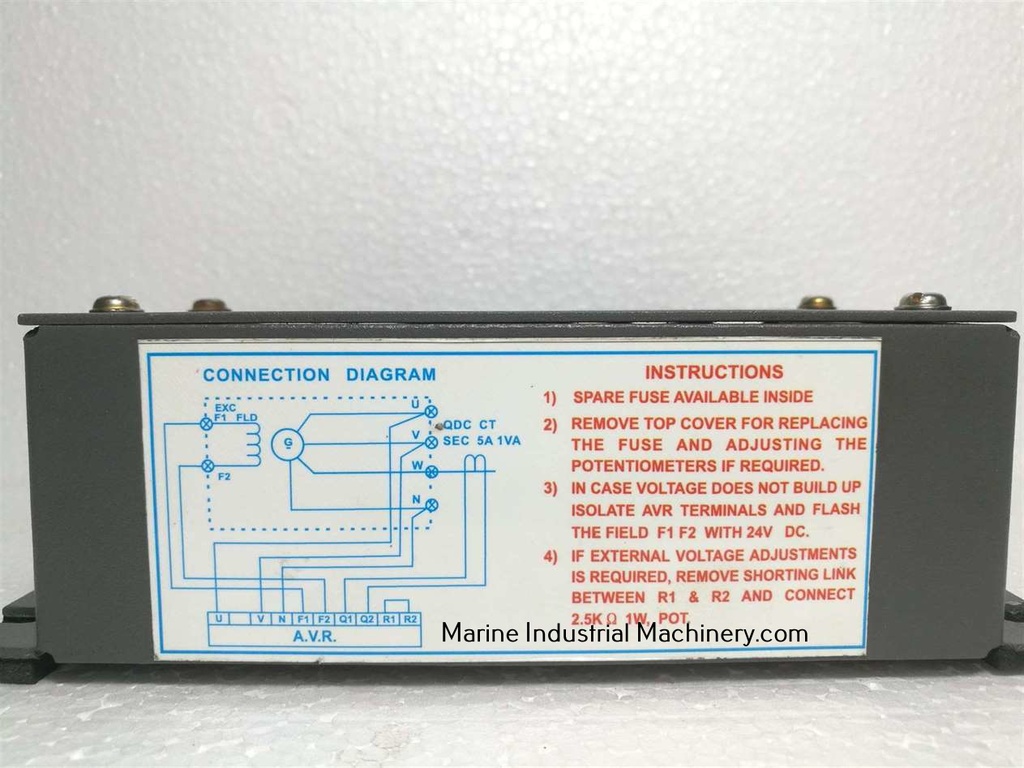 CONNECTION DIAGRAM
EXC
F1 FLD
F2
G
U
V
W
N
QDC CT
SEC 5A 1VA
U V N F1 F2 Q1 Q2 R1 R2
A.V.R.
INSTRUCTIONS
1) SPARE FUSE AVAILABLE INSIDE
2) REMOVE TOP COVER FOR REPLACING
THE FUSE AND ADJUSTING THE
POTENTIOMETERS IF REQUIRED.
3) IN CASE VOLTAGE DOES NOT BUILD UP
ISOLATE AVR TERMINALS AND FLASH
THE FIELD F1 F2 WITH 24V DC.
4) IF EXTERNAL VOLTAGE ADJUSTMENTS
IS REQUIRED, REMOVE SHORTING LINK
BETWEEN R1 & R2 AND CONNECT
2.5K Ω 1W, POT,
Marine Industrial Machinery.com